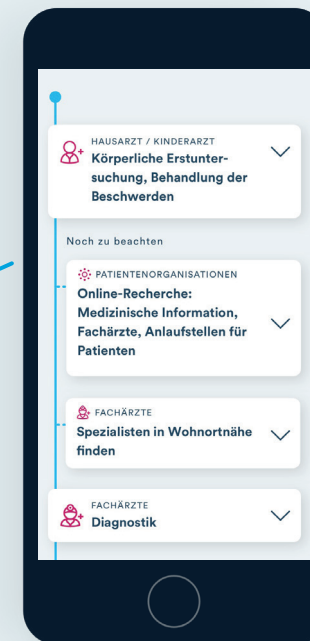 HAUSARZT / KINDERARZT
Körperliche Erstunter-
suchung, Behandlung der
Beschwerden
Noch zu beachten
PATIENTENORGANISATIONEN
Online-Recherche:
Medizinische Information,
Fachärzte, Anlaufstellen für
Patienten
FACHÄRZTE
Spezialisten in Wohnortnähe
finden
FACHÄRZTE
Diagnostik